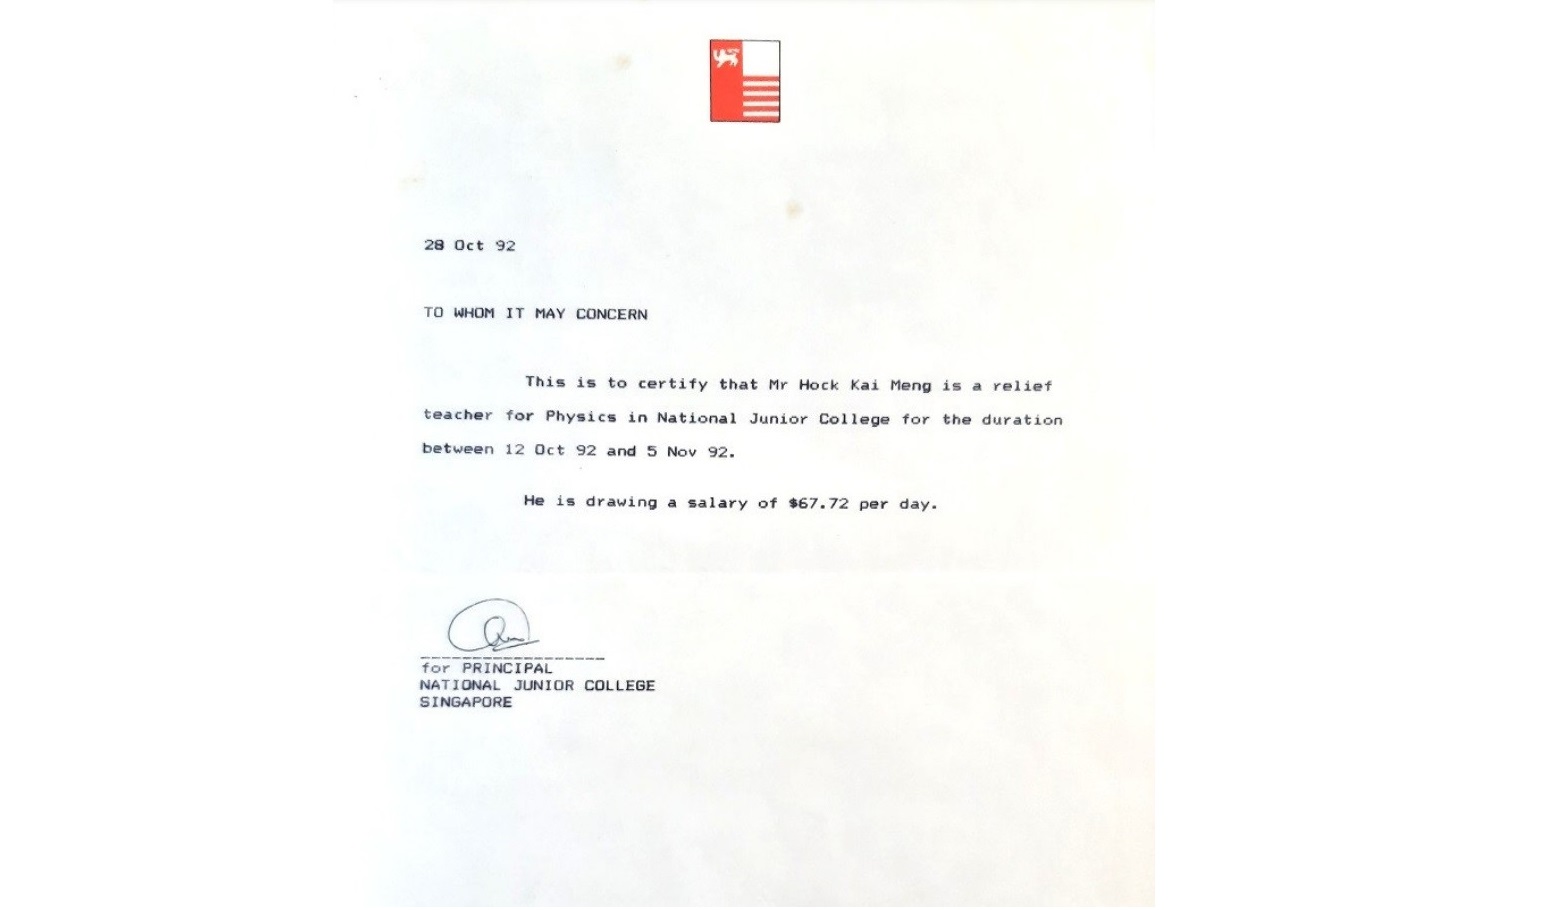 28 Oct 92
TO WHOM IT MAY CONCERN
This is to certify that Mr Hock Kai Meng is a relief
teacher for Physics in National Junior College for the duration
between 12 Oct 92 and 5 Nov 92.
He is drawing a salary of $67.72 per day.
for PRINCIPAL
NATIONAL JUNIOR COLLEGE
SINGAPORE